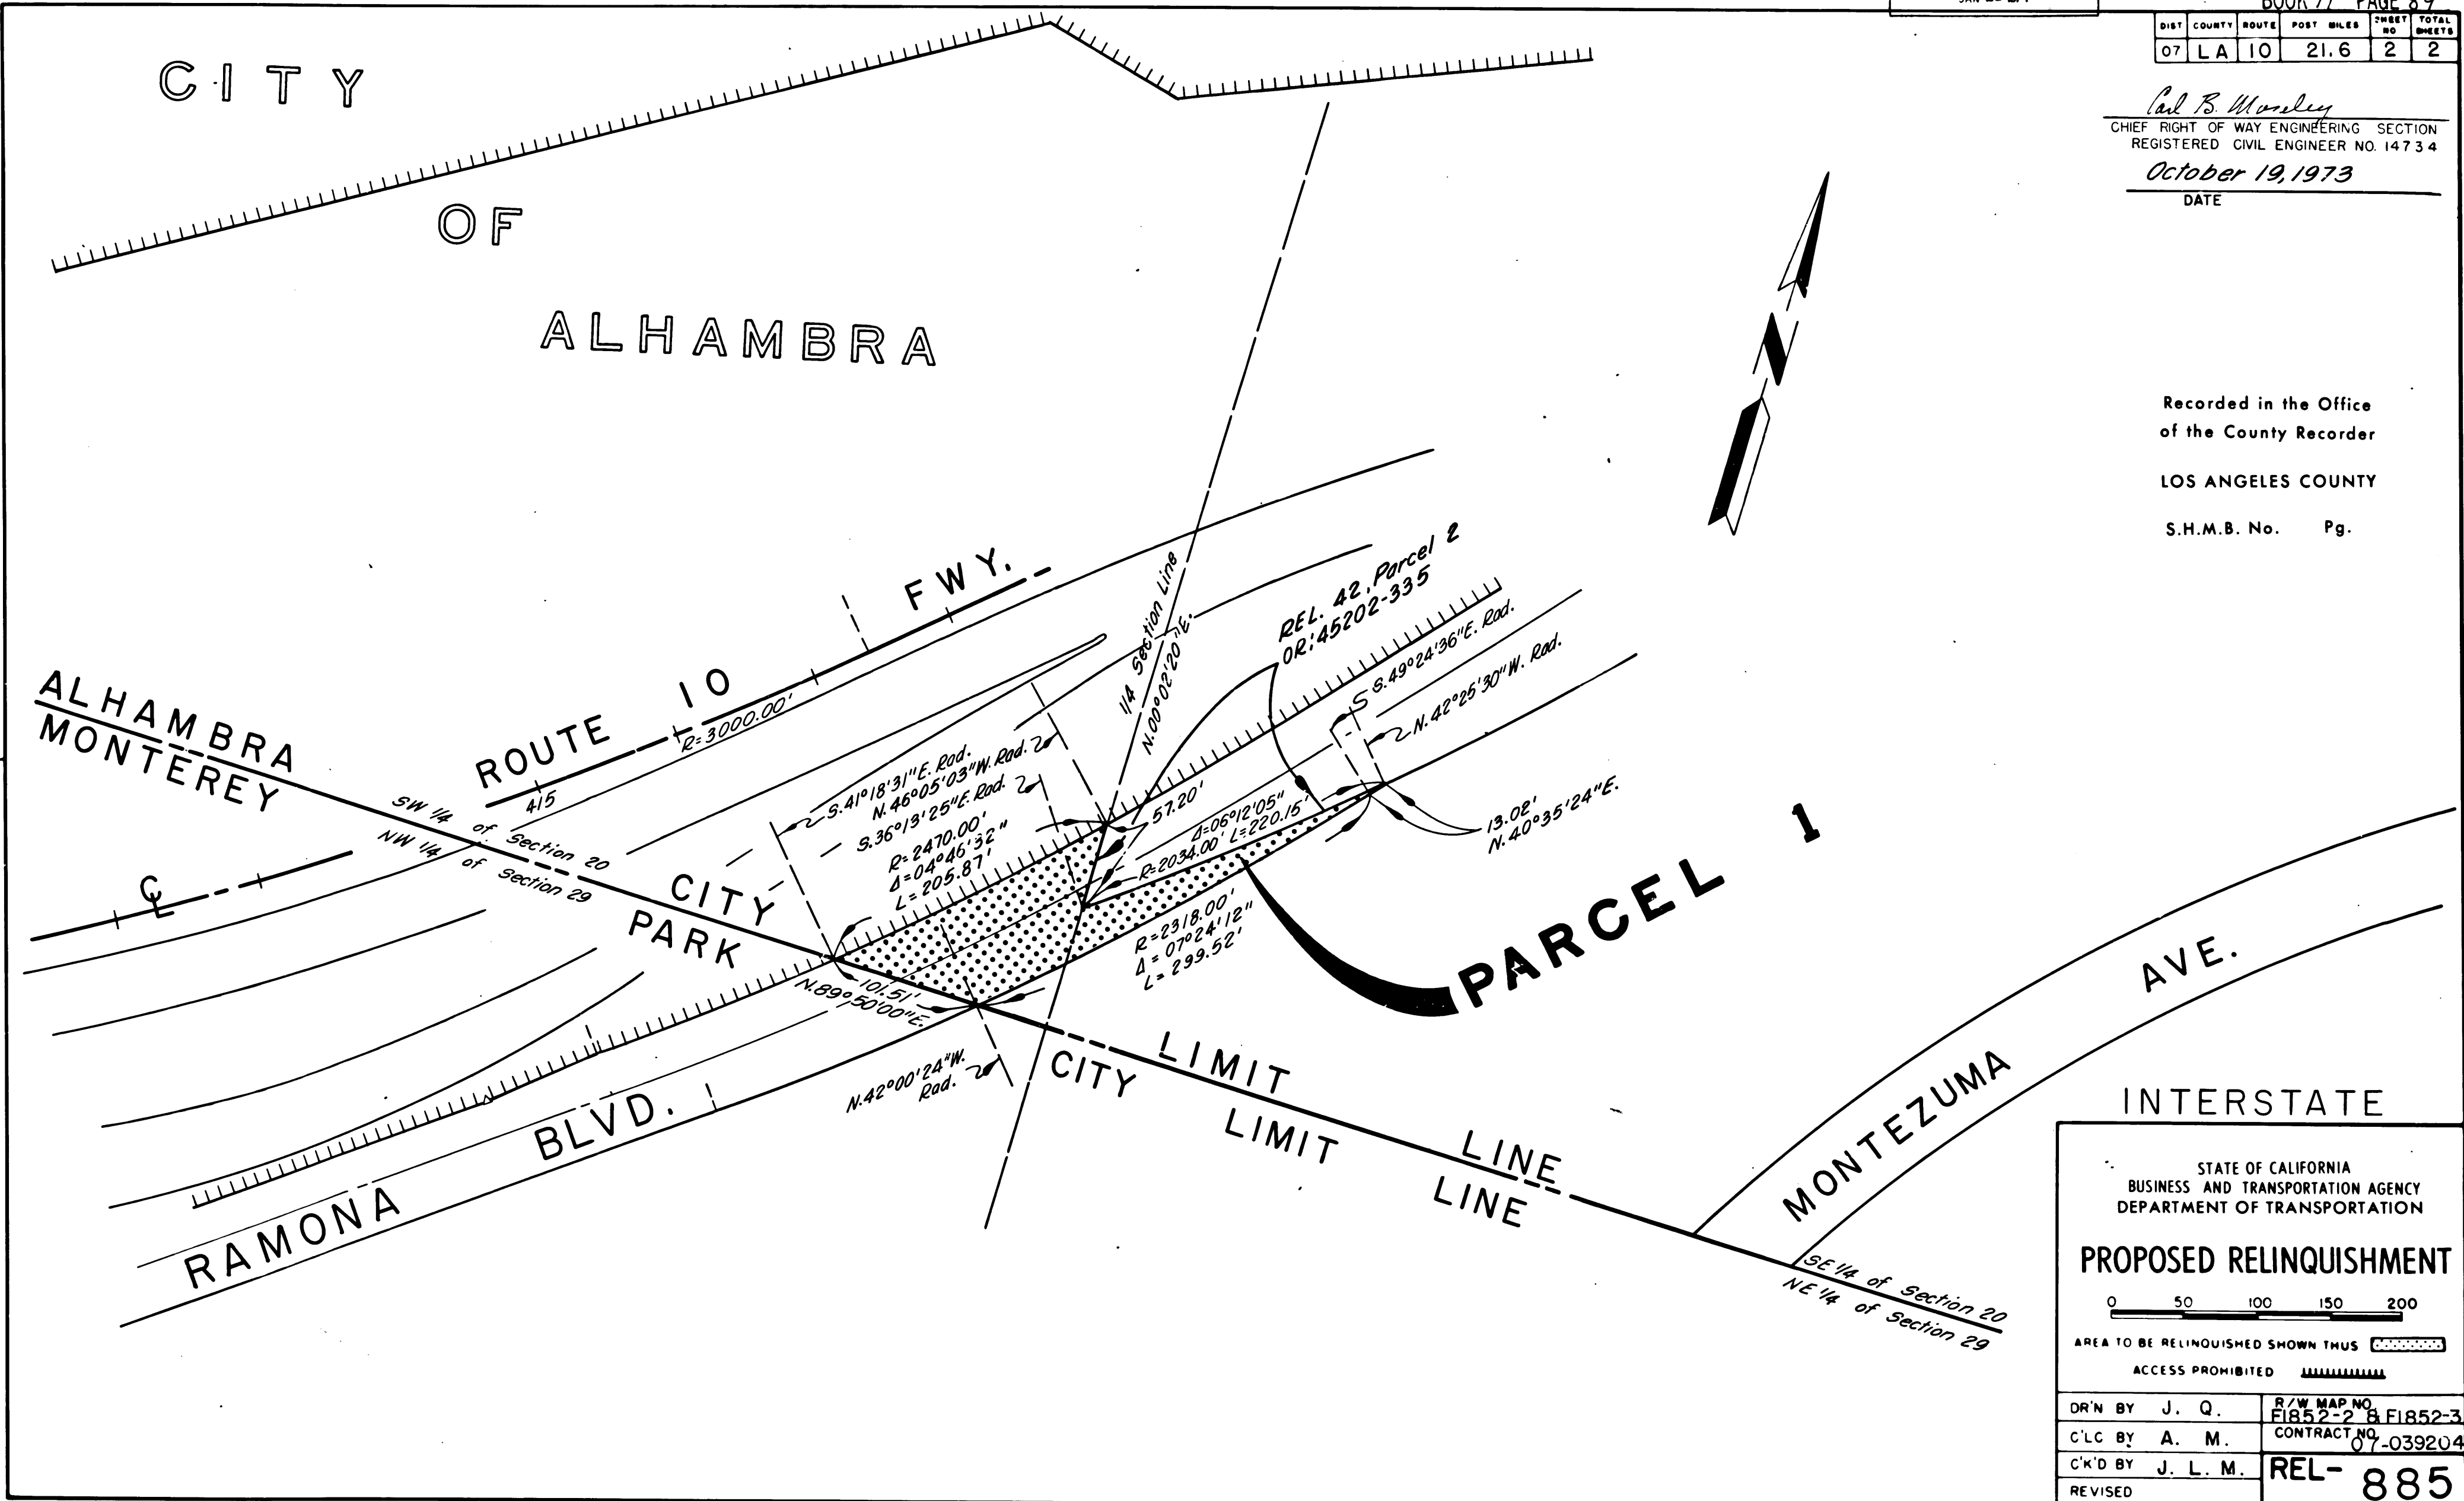 BOOK 77 PAGE 89
DIST COUNTY ROUTE POST MILES SHEET NO TOTAL SHEETS
07 LA 10 21.6 2 2
Carl B. Moseley
CHIEF RIGHT OF WAY ENGINEERING SECTION
REGISTERED CIVIL ENGINEER NO. 14734
October 19, 1973
DATE
CITY
OF
ALHAMBRA
N
Recorded in the Office
of the County Recorder
LOS ANGELES COUNTY
S.H.M.B. No. Pg.
ROUTE 10 FWY.
R=3000.00'
415
1/4 Section Line
N.00°02'20"E.
REL. 42, Parcel 2
OR:45202-335
S.49°24'36"E. Rad.
N.42°25'30"W. Rad.
ALHAMBRA
MONTEREY
SW 1/4 of Section 20
NW 1/4 of Section 29
CITY
PARK
S.41°18'31"E. Rad.
N.46°05'03"W. Rad.
S.36°13'25"E. Rad.
R=2470.00'
Δ=04°46'32"
L=205.87'
57.20'
Δ=06°12'05"
R=2034.00' L=220.15'
13.02'
N.40°35'24"E.
R=2318.00'
Δ=07°24'12"
L=299.52'
PARCEL 1
101.51'
N.89°50'00"E.
N.42°00'24"W.
Rad.
LIMIT
CITY
LIMIT
LINE
LINE
RAMONA BLVD.
MONTEZUMA AVE.
SE 1/4 of Section 20
NE 1/4 of Section 29
INTERSTATE
STATE OF CALIFORNIA
BUSINESS AND TRANSPORTATION AGENCY
DEPARTMENT OF TRANSPORTATION
PROPOSED RELINQUISHMENT
0 50 100 150 200
AREA TO BE RELINQUISHED SHOWN THUS
ACCESS PROHIBITED
DR'N BY J. Q.
R/W MAP NO.
F1852-2 & F1852-3
C'LC BY A. M.
CONTRACT NO.
07-039204
C'K'D BY J. L. M.
REL- 885
REVISED